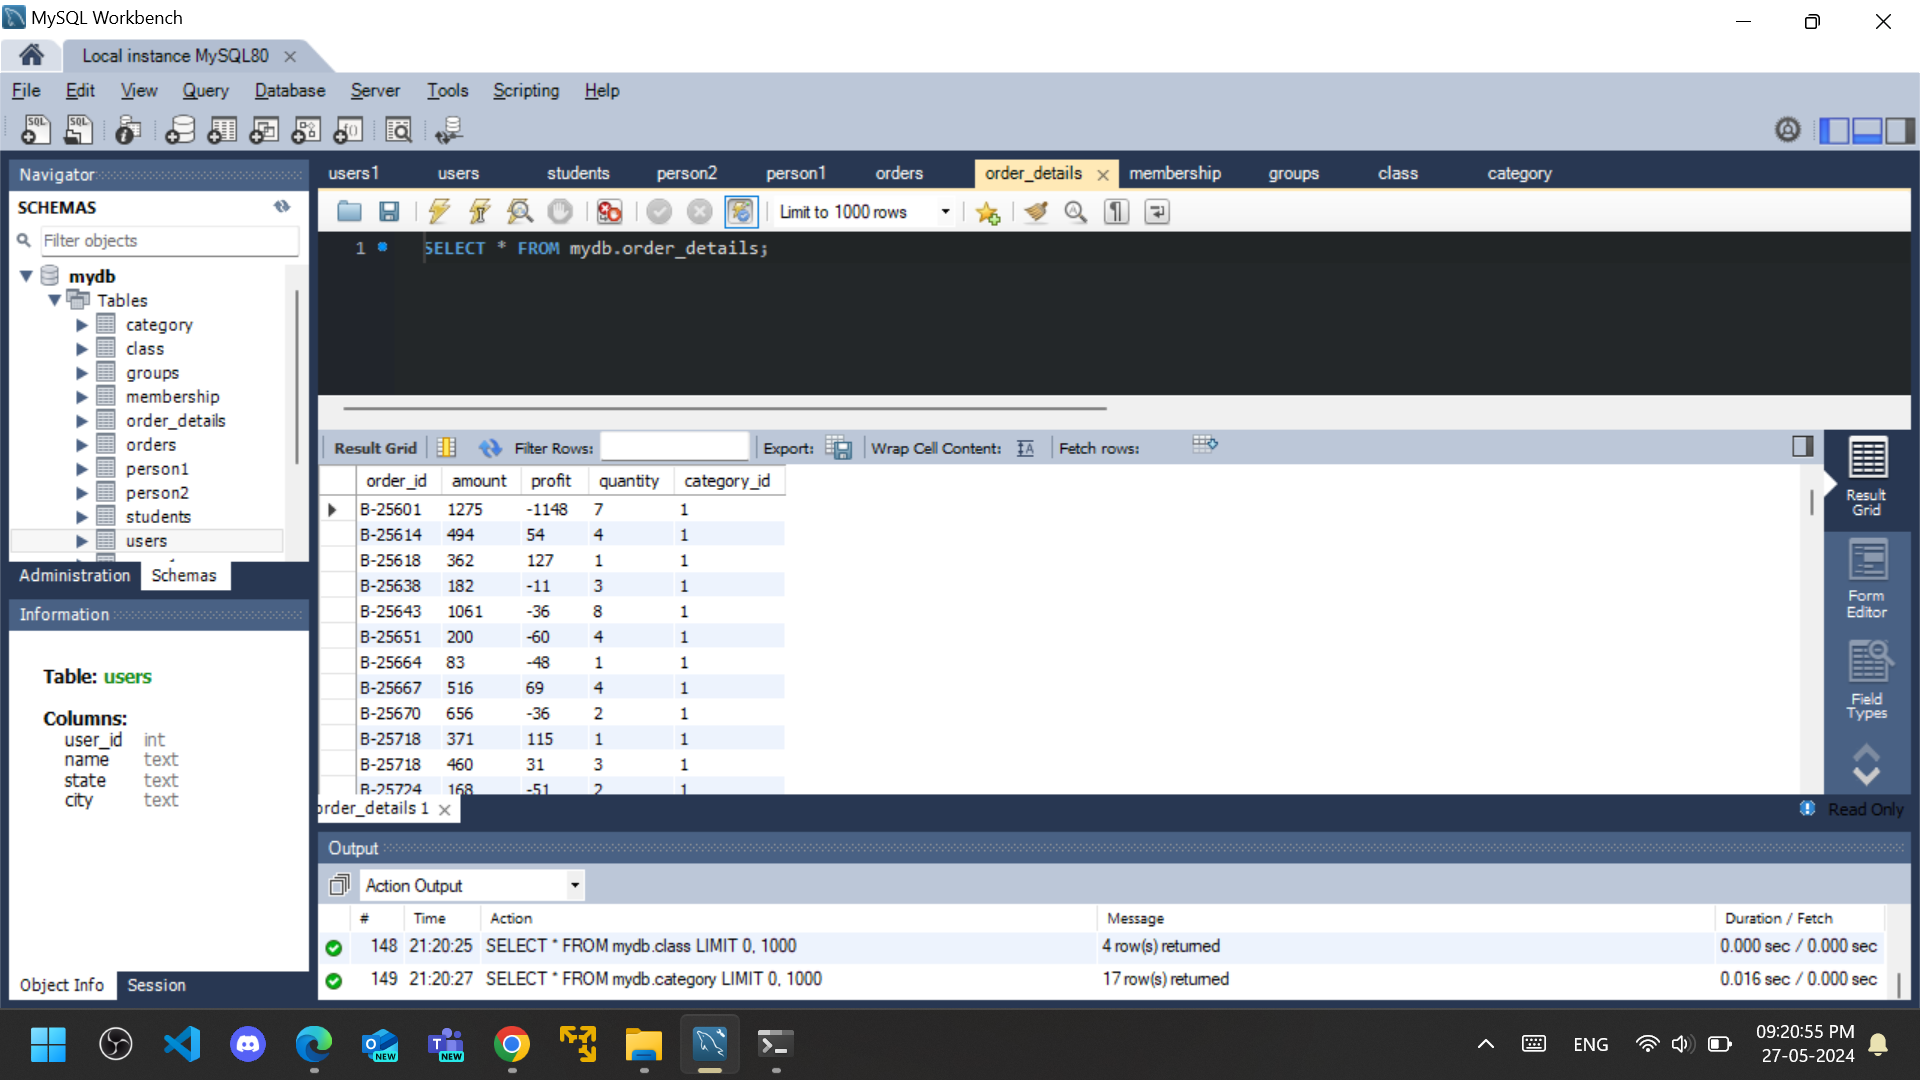 MySQL Workbench
Local instance MySQL80
File Edit View Query Database Server Tools Scripting Help
Navigator
SCHEMAS
Filter objects
mydb
Tables
category
class
groups
membership
order_details
orders
person1
person2
students
users
Administration Schemas
Information
Table: users
Columns:
user_id int
name text
state text
city text
Object Info Session
users1 users students person2 person1 orders order_details membership groups class category
Limit to 1000 rows
1 SELECT * FROM mydb.order_details;
Result Grid Filter Rows: Export: Wrap Cell Content: Fetch rows:
order_id amount profit quantity category_id
B-25601 1275 -1148 7 1
B-25614 494 54 4 1
B-25618 362 127 1 1
B-25638 182 -11 3 1
B-25643 1061 -36 8 1
B-25651 200 -60 4 1
B-25664 83 -48 1 1
B-25667 516 69 4 1
B-25670 656 -36 2 1
B-25718 371 115 1 1
B-25718 460 31 3 1
B-25724 168 -51 2 1
Result
Grid
Form
Editor
Field
Types
order_details 1
Read Only
Output
Action Output
# Time Action Message Duration / Fetch
148 21:20:25 SELECT * FROM mydb.class LIMIT 0, 1000 4 row(s) returned 0.000 sec / 0.000 sec
149 21:20:27 SELECT * FROM mydb.category LIMIT 0, 1000 17 row(s) returned 0.016 sec / 0.000 sec
NEW
NEW
ENG
09:20:55 PM
27-05-2024